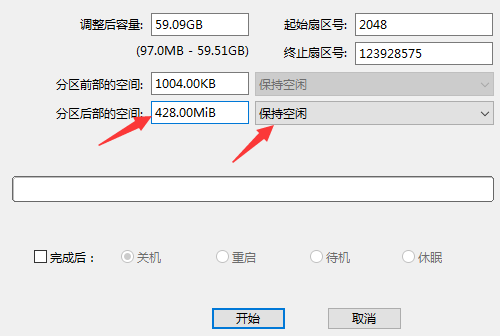 调整后容量: 59.09GB 起始扇区号: 2048
(97.0MB - 59.51GB) 终止扇区号: 123928575
分区前部的空间: 1004.00KB 保持空闲
分区后部的空间: 428.00MiB 保持空闲
完成后： 关机 重启 待机 休眠
开始 取消